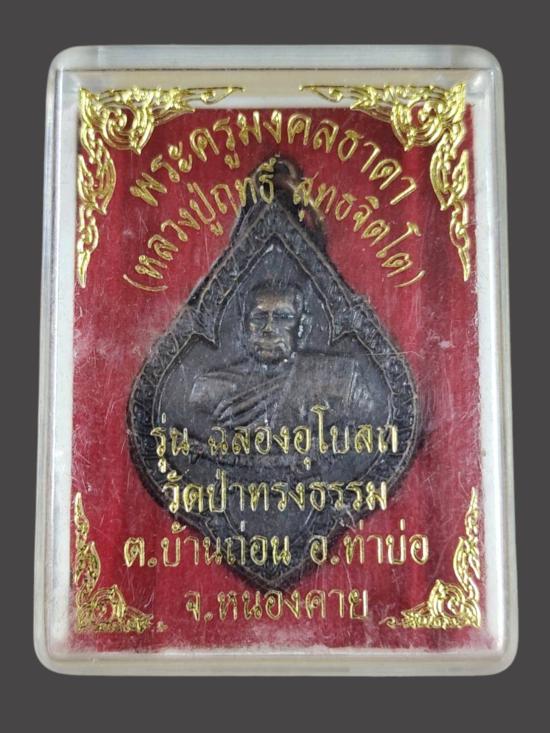 พระครูมงคลธาดา
(หลวงปู่ฤทธิ์ สุทธจิตโต)
รุ่น ฉลองอุโบสถ
วัดป่าทรงธรรม
ต.บ้านถ่อน อ.ท่าบ่อ
จ.หนองคาย